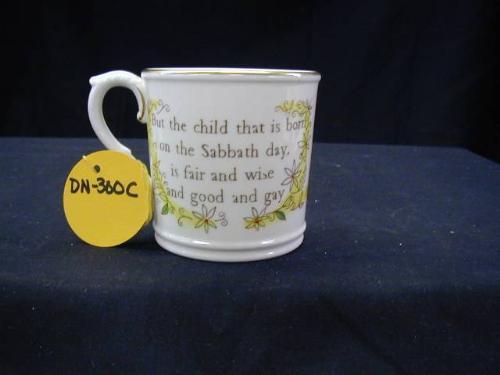 But the child that is born
on the Sabbath day,
is fair and wise
and good and gay
DN-360C